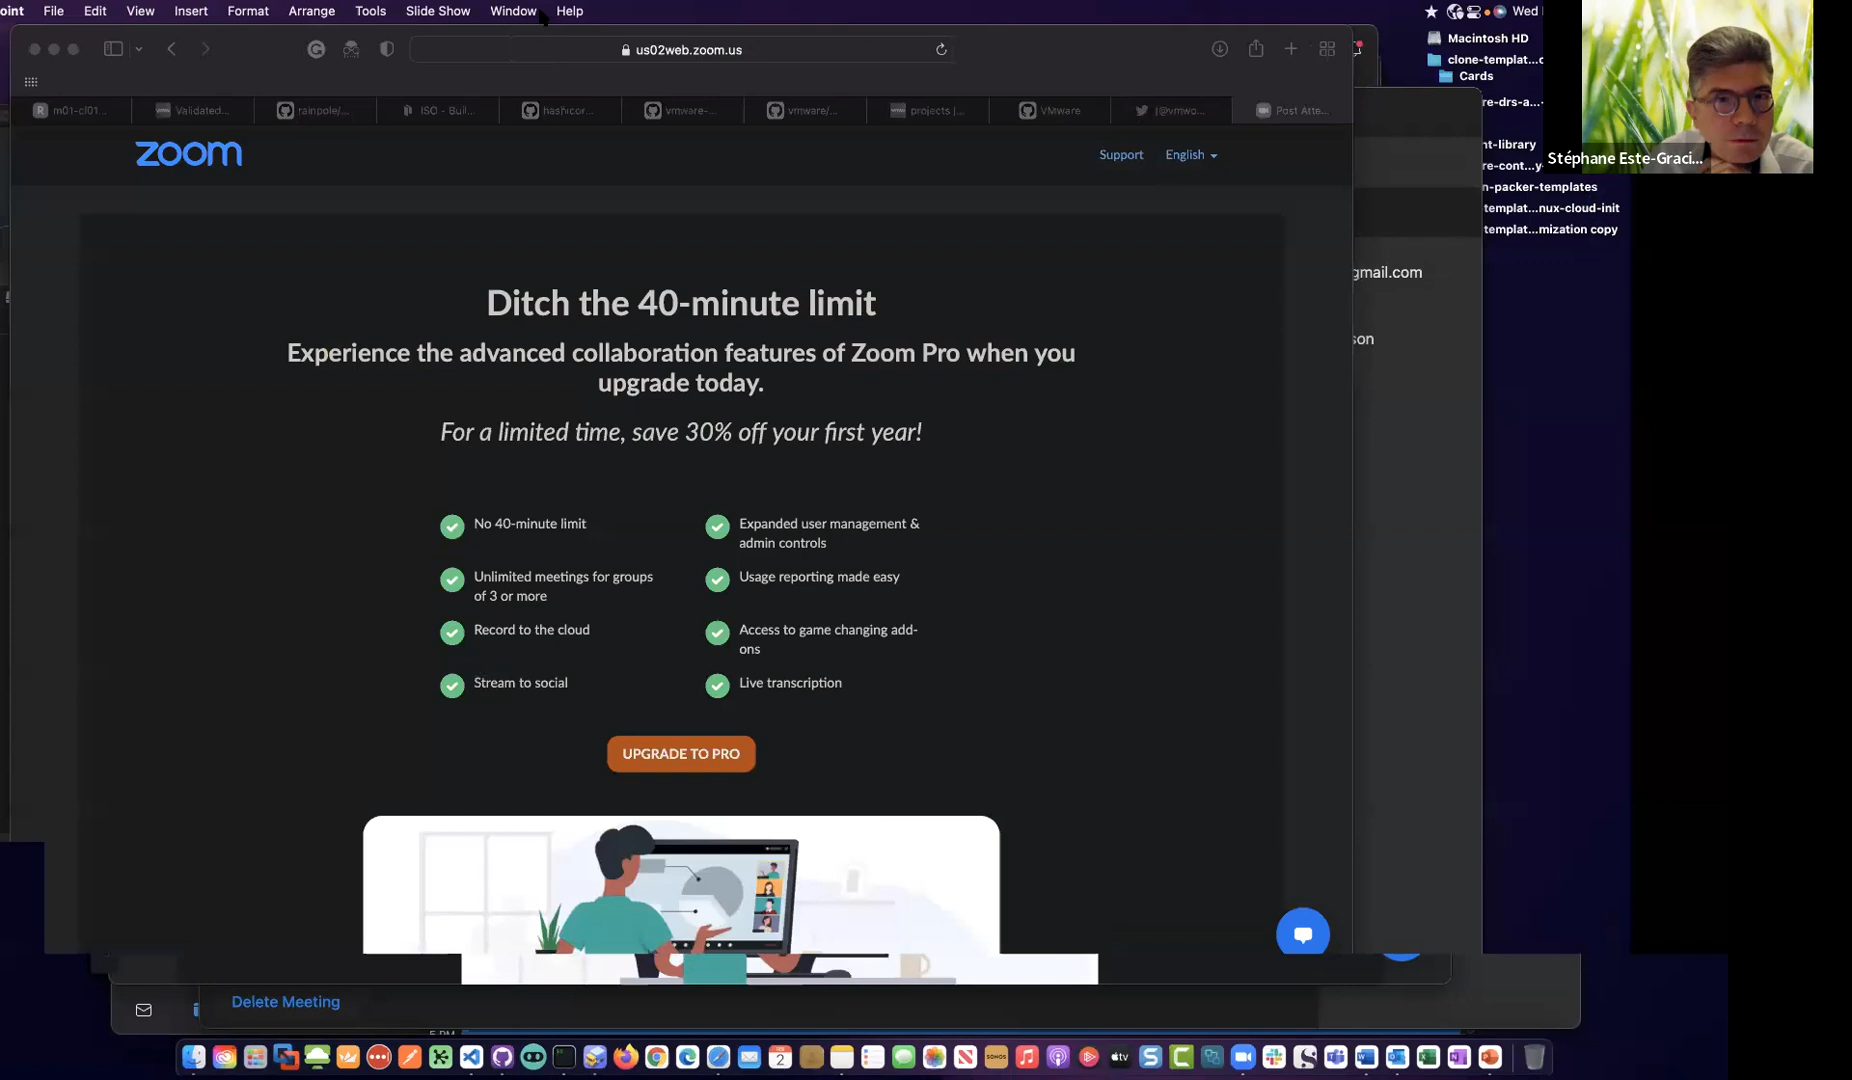 oint File Edit View Insert Format Arrange Tools Slide Show Window Help Wed
us02web.zoom.us
m01-cl01... Validated... rainpole/... ISO - Buil... hashicor... vmware-... vmware/... projects |... VMware (@vmwo... Post Atte...
zoom Support English
Ditch the 40-minute limit
Experience the advanced collaboration features of Zoom Pro when you
upgrade today.
For a limited time, save 30% off your first year!
No 40-minute limit
Unlimited meetings for groups
of 3 or more
Record to the cloud
Stream to social
Expanded user management &
admin controls
Usage reporting made easy
Access to game changing add-
ons
Live transcription
UPGRADE TO PRO
Delete Meeting
5 PM
Macintosh HD
clone-templat...
Cards
re-drs-a...
nt-library
re-cont...y
n-packer-templates
templat...nux-cloud-init
templat...mization copy
gmail.com
son
Stéphane Este-Graci...
2